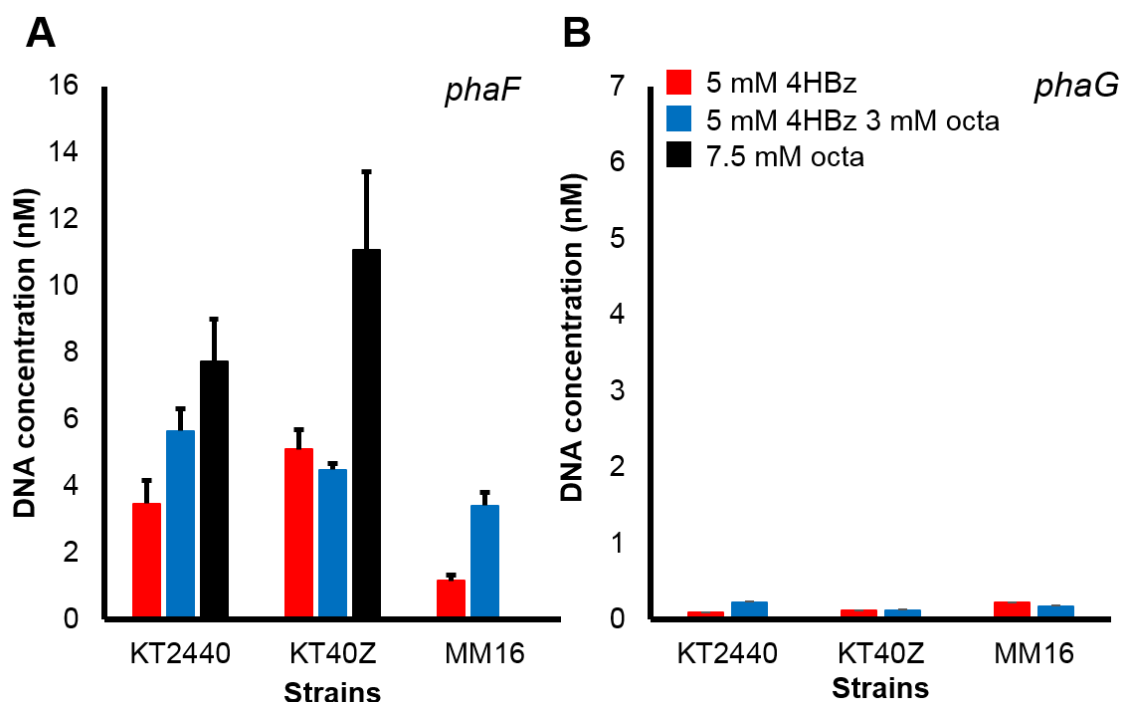 A
phaF
DNA concentration (nM)
16
14
12
10
8
6
4
2
0
KT2440 KT40Z MM16
Strains
B
phaG
5 mM 4HBz
5 mM 4HBz 3 mM octa
7.5 mM octa
DNA concentration (nM)
7
6
5
4
3
2
1
0
KT2440 KT40Z MM16
Strains